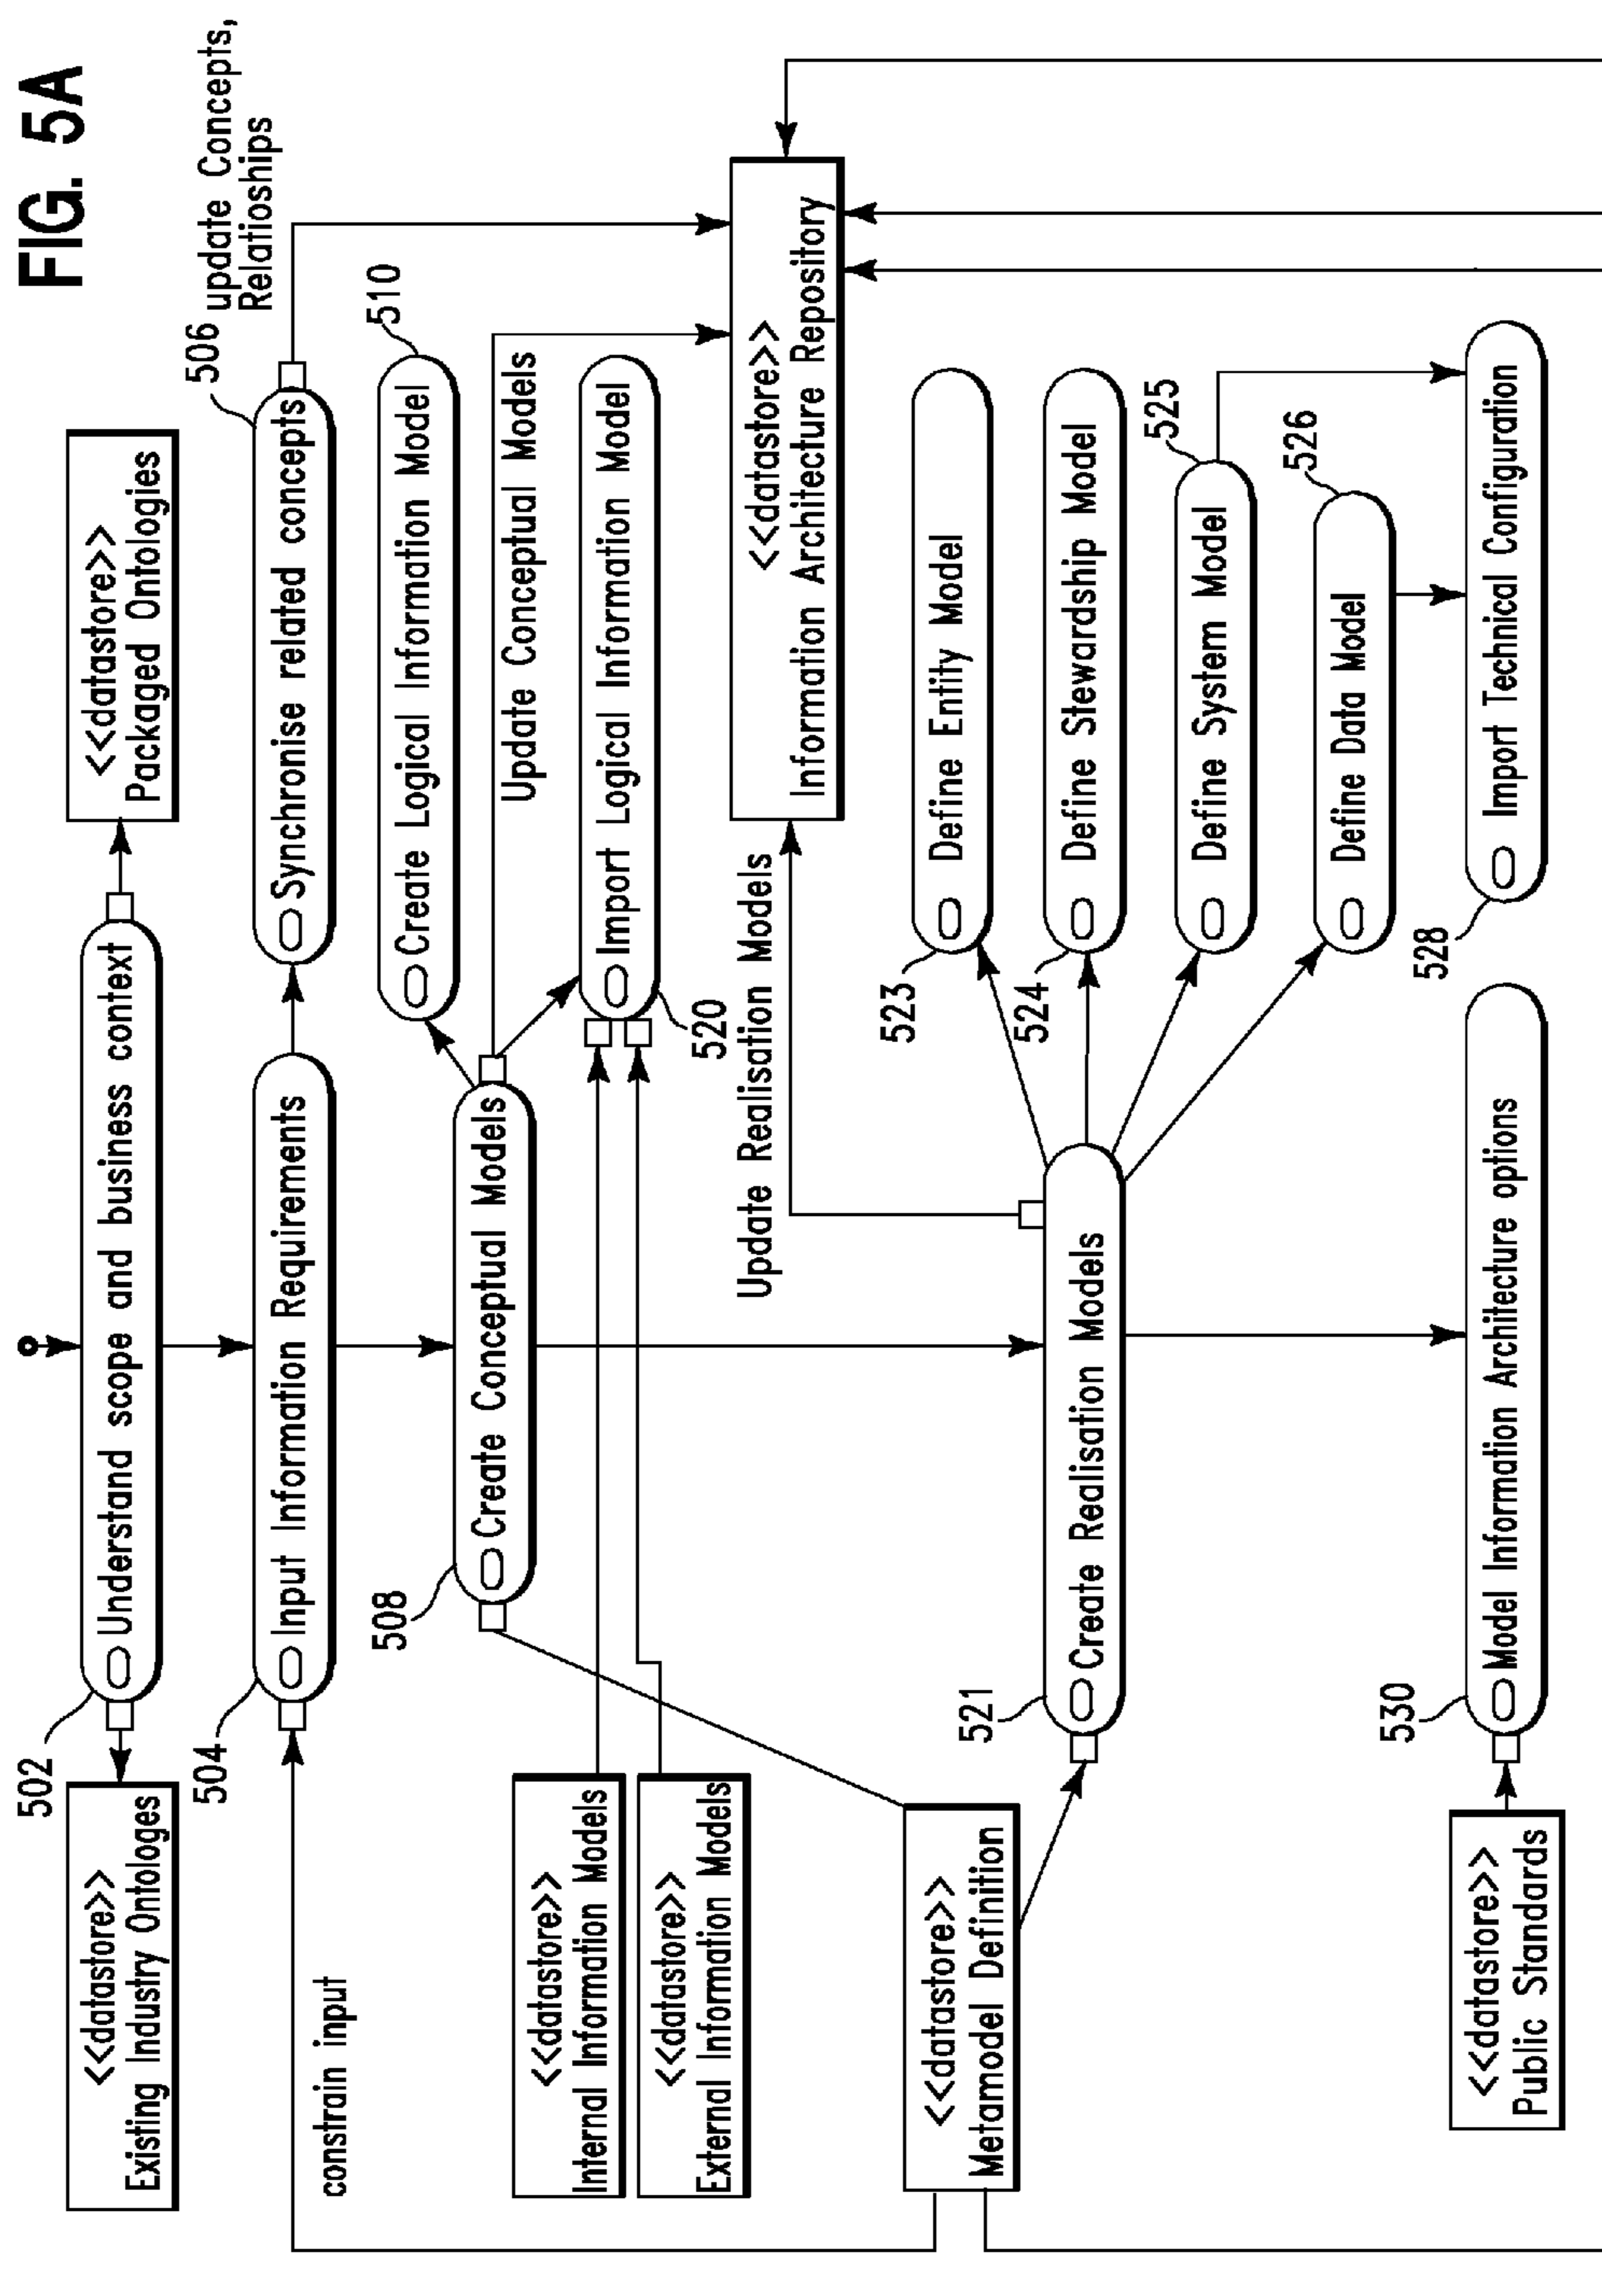 FIG. 5A
502
<<datastore>>
Existing Industry Ontologes
Understand scope and business context
<<datastore>>
Packaged Ontologies
504
Input Information Requirements
506
Synchronise related concepts
update Concepts,
Relatioships
constrain input
508
Create Conceptual Models
510
Create Logical Information Model
Update Conceptual Models
<<datastore>>
Internal Information Models
<<datastore>>
External Information Models
520
Import Logical Information Model
<<datastore>>
Information Architecture Repository
Update Realisation Models
<<datastore>>
Metamodel Definition
521
Create Realisation Models
523
Define Entity Model
524
Define Stewardship Model
525
Define System Model
526
Define Data Model
528
Import Technical Configuration
<<datastore>>
Public Standards
530
Model Information Architecture options